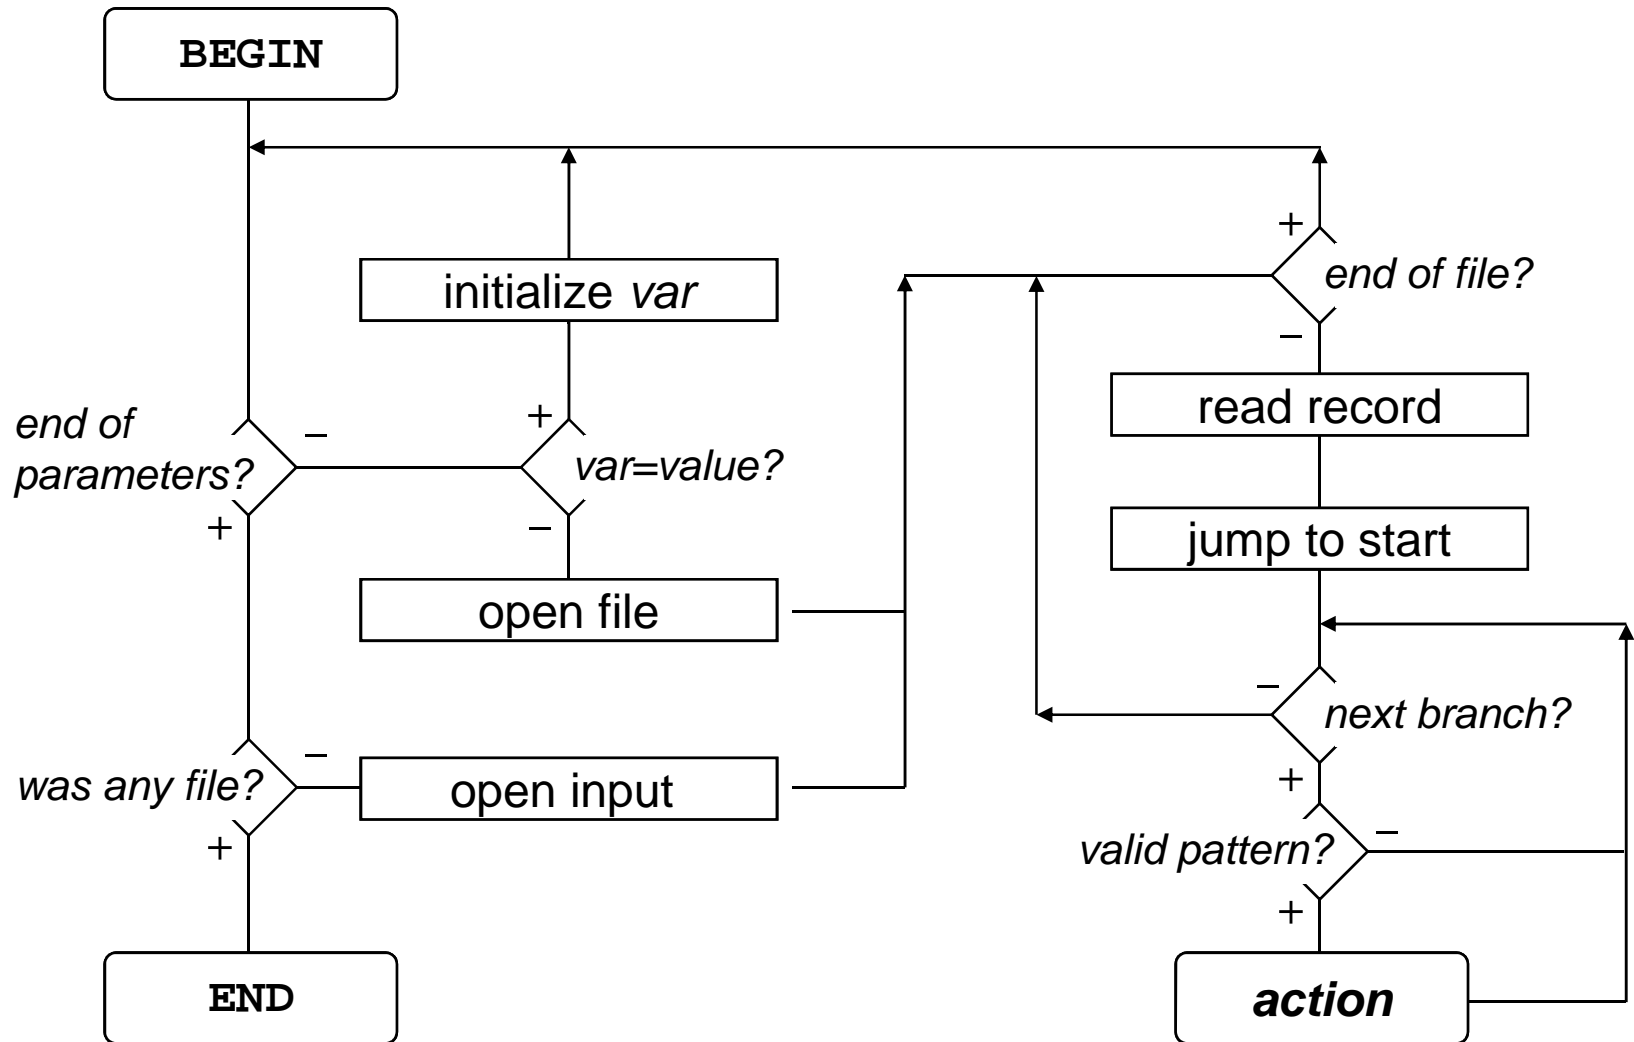 BEGIN
+
end of file?
initialize var
−
read record
end of
parameters?
−
+
var=value?
+
−
jump to start
open file
−
next branch?
−
was any file?
open input
+
+
valid pattern?
−
+
END
action